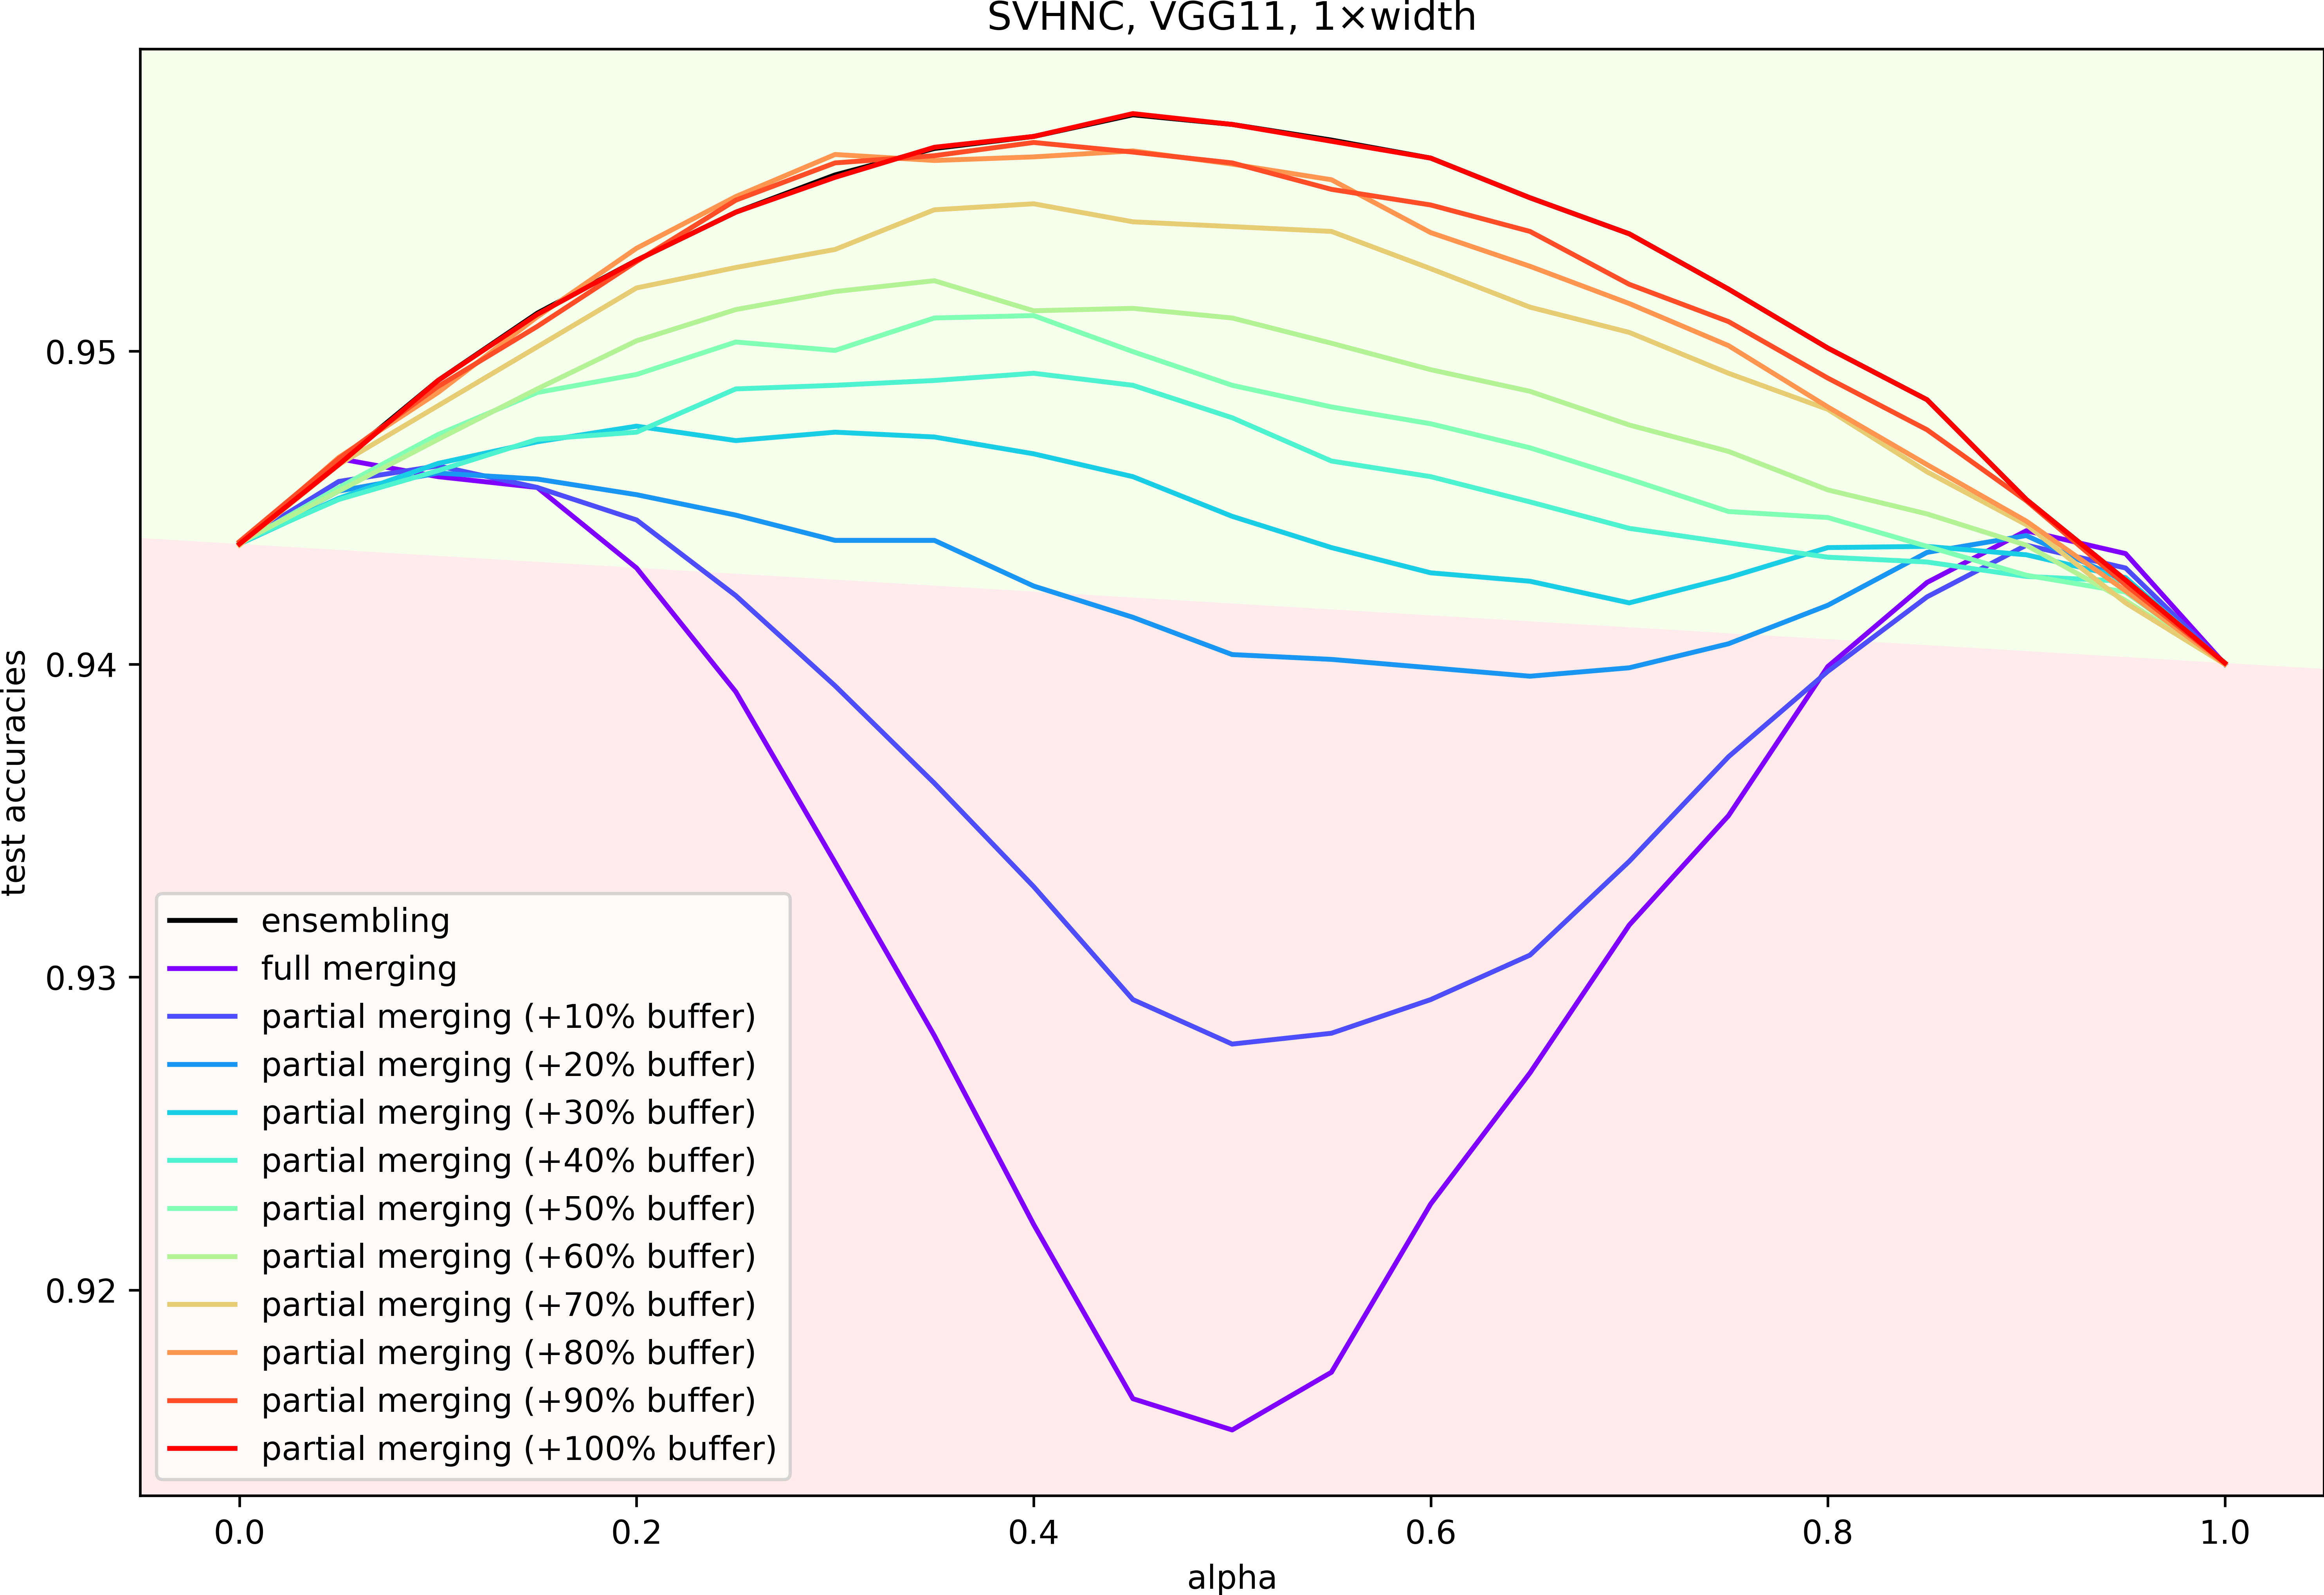 SVHNC, VGG11, 1×width
test accuracies
0.95
0.94
0.93
0.92
ensembling
full merging
partial merging (+10% buffer)
partial merging (+20% buffer)
partial merging (+30% buffer)
partial merging (+40% buffer)
partial merging (+50% buffer)
partial merging (+60% buffer)
partial merging (+70% buffer)
partial merging (+80% buffer)
partial merging (+90% buffer)
partial merging (+100% buffer)
0.0 0.2 0.4 0.6 0.8 1.0
alpha